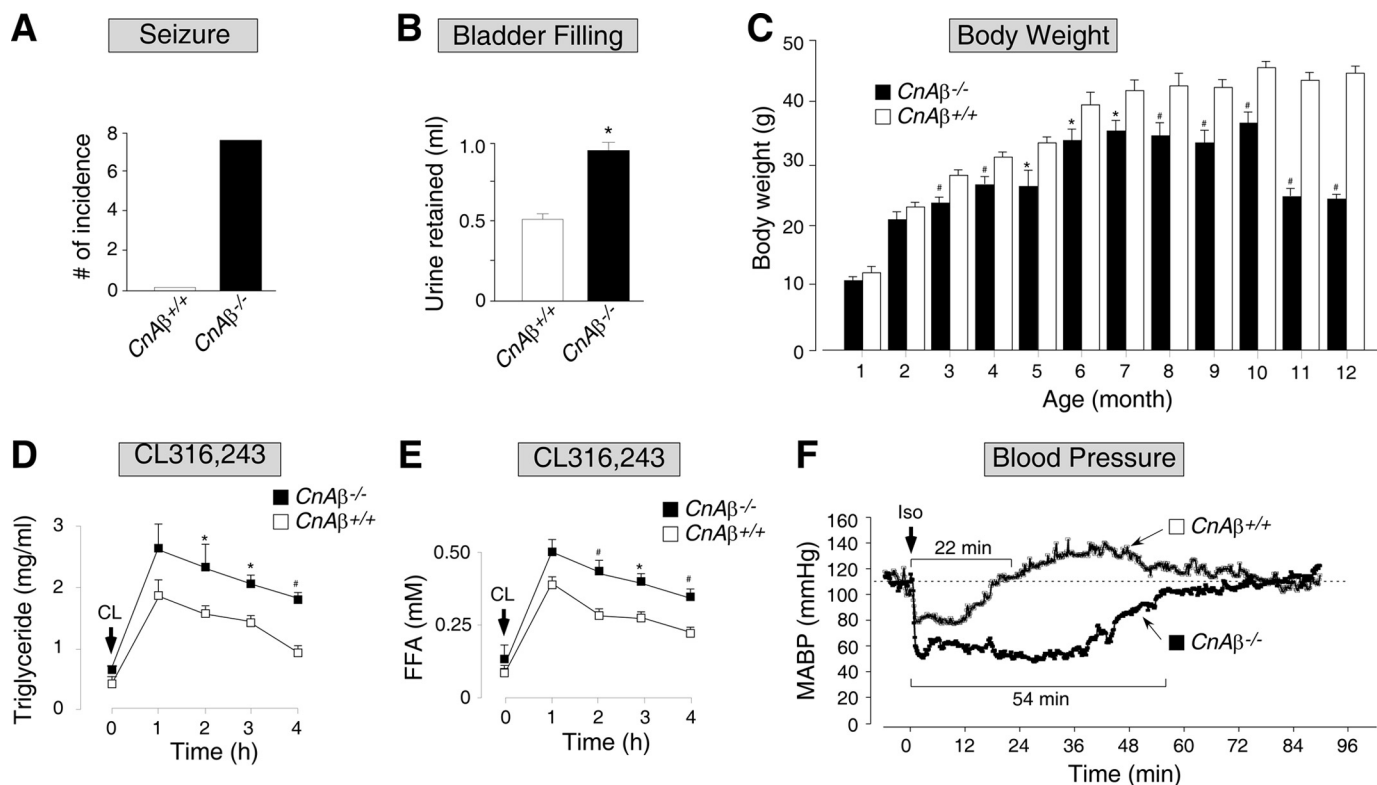 A
Seizure
# of incidence
8
6
4
2
0
CnAβ+/+
CnAβ-/-
B
Bladder Filling
Urine retained (ml)
1.0
0.5
0
*
CnAβ+/+
CnAβ-/-
C
Body Weight
CnAβ-/-
CnAβ+/+
Body weight (g)
50
40
30
20
10
0
# # * * * # # # # #
1 2 3 4 5 6 7 8 9 10 11 12
Age (month)
D
CL316,243
CnAβ-/-
CnAβ+/+
Triglyceride (mg/ml)
3
2
1
0
CL
* * #
0 1 2 3 4
Time (h)
E
CL316,243
CnAβ-/-
CnAβ+/+
FFA (mM)
0.50
0.25
0
CL
# * #
0 1 2 3 4
Time (h)
F
Blood Pressure
MABP (mmHg)
160
140
120
110
100
80
60
40
20
0
Iso
22 min
CnAβ+/+
CnAβ-/-
54 min
0 12 24 36 48 60 72 84 96
Time (min)